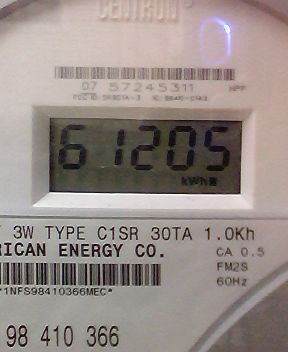 CENTRON®
07 57245311
61205
kWh
3W TYPE C1SR 30TA 1.0Kh
RICAN ENERGY CO.
CA 0.5
FM2S
60Hz
*1NFS98410366MEC*
98 410 366